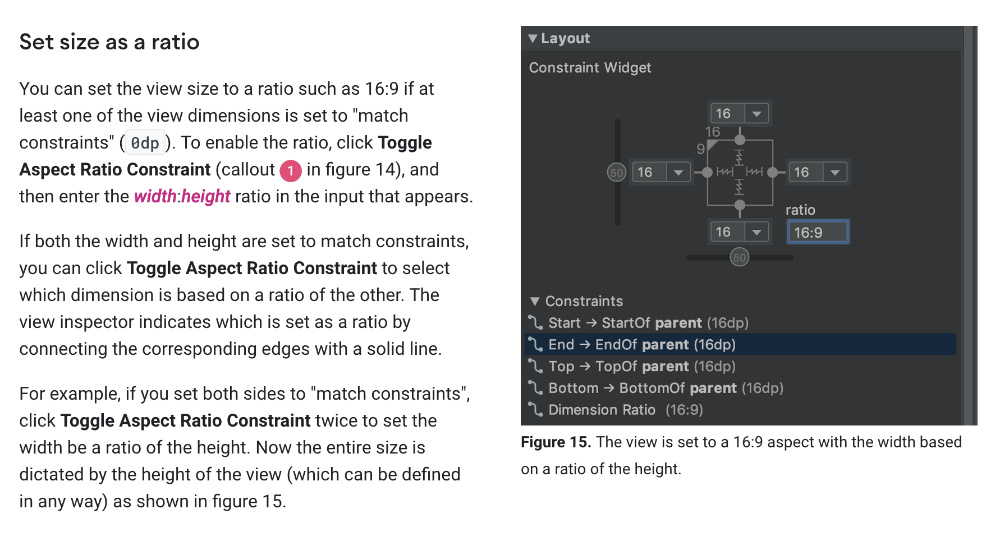 Set size as a ratio
You can set the view size to a ratio such as 16:9 if at
least one of the view dimensions is set to "match
constraints" (0dp). To enable the ratio, click Toggle
Aspect Ratio Constraint (callout 1 in figure 14), and
then enter the width:height ratio in the input that appears.
If both the width and height are set to match constraints,
you can click Toggle Aspect Ratio Constraint to select
which dimension is based on a ratio of the other. The
view inspector indicates which is set as a ratio by
connecting the corresponding edges with a solid line.
For example, if you set both sides to "match constraints",
click Toggle Aspect Ratio Constraint twice to set the
width be a ratio of the height. Now the entire size is
dictated by the height of the view (which can be defined
in any way) as shown in figure 15.
Layout
Constraint Widget
16
16
9
50
16
16
ratio
16
16:9
50
Constraints
Start → StartOf parent (16dp)
End → EndOf parent (16dp)
Top → TopOf parent (16dp)
Bottom → BottomOf parent (16dp)
Dimension Ratio (16:9)
Figure 15. The view is set to a 16:9 aspect with the width based
on a ratio of the height.